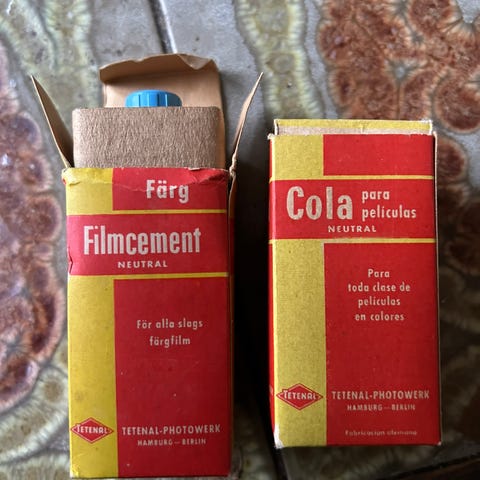 Färg
Filmcement
NEUTRAL
För alla slags
färgfilm
TETENAL
TETENAL-PHOTOWERK
HAMBURG—BERLIN
Cola para
películas
NEUTRAL
Para
toda clase de
películas
en colores
TETENAL
TETENAL-PHOTOWERK
HAMBURG—BERLIN
Fabricacion alemana